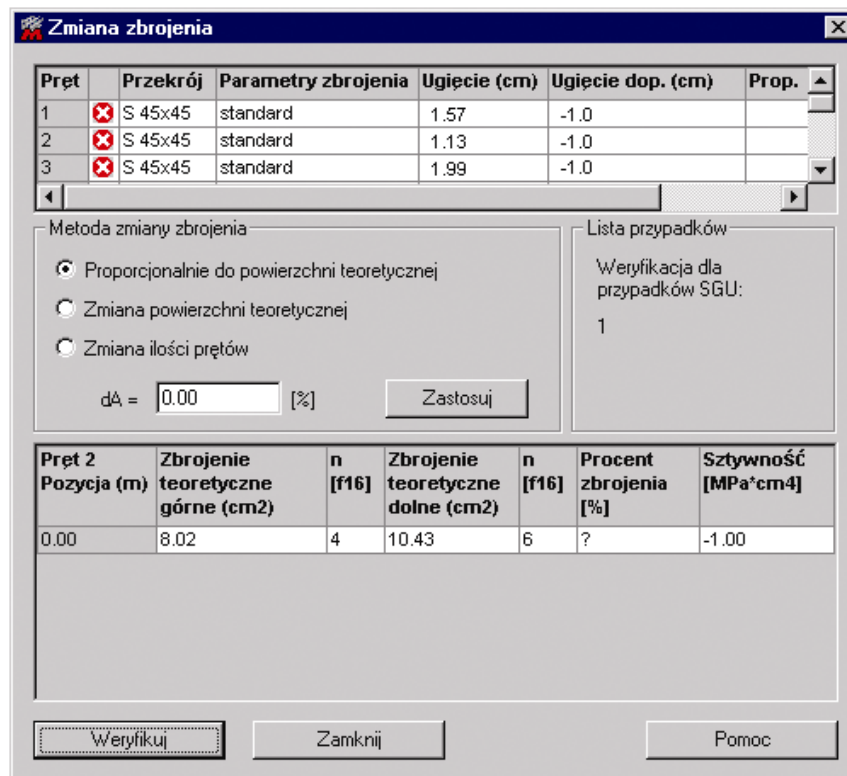 Zmiana zbrojenia
Pręt Przekrój Parametry zbrojenia Ugięcie (cm) Ugięcie dop. (cm) Prop.
1 S 45x45 standard 1.57 -1.0
2 S 45x45 standard 1.13 -1.0
3 S 45x45 standard 1.99 -1.0
Metoda zmiany zbrojenia
Proporcjonalnie do powierzchni teoretycznej
Zmiana powierzchni teoretycznej
Zmiana ilości prętów
dA = 0.00 [%] Zastosuj
Lista przypadków
Weryfikacja dla
przypadków SGU:
1
Pręt 2 Zbrojenie n Zbrojenie n Procent Sztywność
Pozycja (m) teoretyczne [f16] teoretyczne [f16] zbrojenia [MPa*cm4]
górne (cm2) dolne (cm2) [%]
0.00 8.02 4 10.43 6 ? -1.00
Weryfikuj Zamknij Pomoc